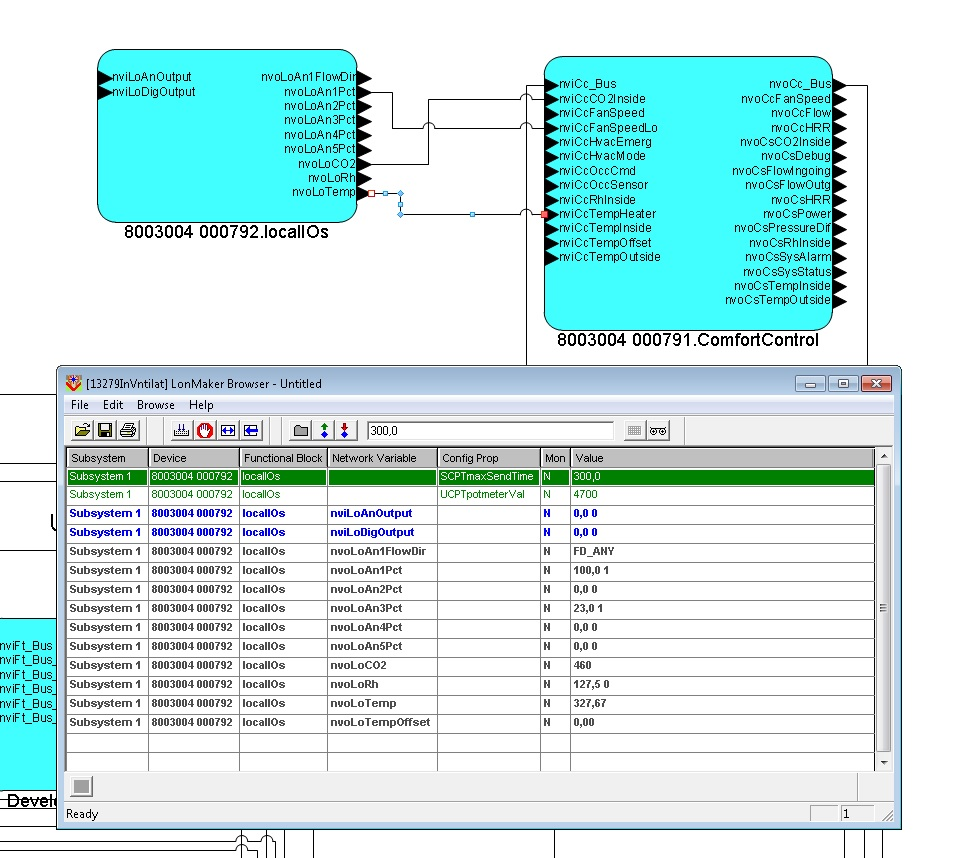 nviLoAnOutput
nviLoDigOutput
nvoLoAn1FlowDir
nvoLoAn1Pct
nvoLoAn2Pct
nvoLoAn3Pct
nvoLoAn4Pct
nvoLoAn5Pct
nvoLoCO2
nvoLoRh
nvoLoTemp
8003004 000792.localIOs
nviCc_Bus
nviCcCO2Inside
nviCcFanSpeed
nviCcFanSpeedLo
nviCcHvacEmerg
nviCcHvacMode
nviCcOccCmd
nviCcOccSensor
nviCcRhInside
nviCcTempHeater
nviCcTempInside
nviCcTempOffset
nviCcTempOutside
nvoCc_Bus
nvoCcFanSpeed
nvoCcFlow
nvoCcHRR
nvoCsCO2Inside
nvoCsDebug
nvoCsFlowIngoing
nvoCsFlowOutg
nvoCsHRR
nvoCsPower
nvoCsPressureDif
nvoCsRhInside
nvoCsSysAlarm
nvoCsSysStatus
nvoCsTempInside
nvoCsTempOutside
8003004 000791.ComfortControl
[13279InVntilat] LonMaker Browser - Untitled
File Edit Browse Help
300,0
Subsystem Device Functional Block Network Variable Config Prop Mon Value
Subsystem 1 8003004 000792 localIOs SCPTmaxSendTime N 300,0
Subsystem 1 8003004 000792 localIOs UCPTpotmeterVal N 4700
Subsystem 1 8003004 000792 localIOs nviLoAnOutput N 0,0 0
Subsystem 1 8003004 000792 localIOs nviLoDigOutput N 0,0 0
Subsystem 1 8003004 000792 localIOs nvoLoAn1FlowDir N FD_ANY
Subsystem 1 8003004 000792 localIOs nvoLoAn1Pct N 100,0 1
Subsystem 1 8003004 000792 localIOs nvoLoAn2Pct N 0,0 0
Subsystem 1 8003004 000792 localIOs nvoLoAn3Pct N 23,0 1
Subsystem 1 8003004 000792 localIOs nvoLoAn4Pct N 0,0 0
Subsystem 1 8003004 000792 localIOs nvoLoAn5Pct N 0,0 0
Subsystem 1 8003004 000792 localIOs nvoLoCO2 N 460
Subsystem 1 8003004 000792 localIOs nvoLoRh N 127,5 0
Subsystem 1 8003004 000792 localIOs nvoLoTemp N 327,67
Subsystem 1 8003004 000792 localIOs nvoLoTempOffset N 0,00
Ready 1
nviFt_Bus
nviFt_Bus_
nviFt_Bus_
nviFt_Bus_
nviFt_Bus_
nviFt_Bus_
Devel